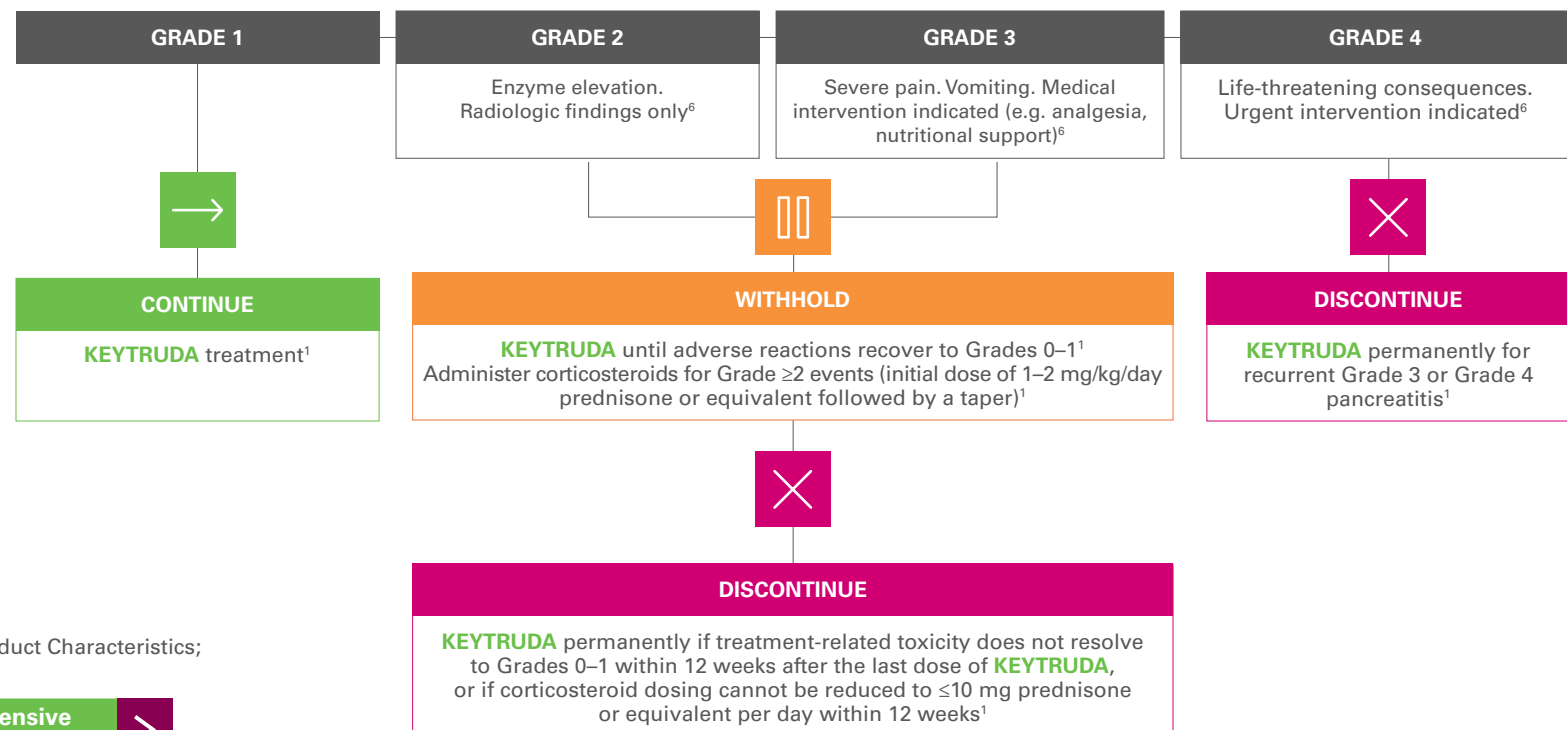 GRADE 1
GRADE 2
GRADE 3
GRADE 4
Enzyme elevation.
Radiologic findings only⁶
Severe pain. Vomiting. Medical
intervention indicated (e.g. analgesia,
nutritional support)⁶
Life-threatening consequences.
Urgent intervention indicated⁶
CONTINUE
KEYTRUDA treatment¹
WITHHOLD
KEYTRUDA until adverse reactions recover to Grades 0–1¹
Administer corticosteroids for Grade ≥2 events (initial dose of 1–2 mg/kg/day
prednisone or equivalent followed by a taper)¹
DISCONTINUE
KEYTRUDA permanently for
recurrent Grade 3 or Grade 4
pancreatitis¹
DISCONTINUE
KEYTRUDA permanently if treatment-related toxicity does not resolve
to Grades 0–1 within 12 weeks after the last dose of KEYTRUDA,
or if corticosteroid dosing cannot be reduced to ≤10 mg prednisone
or equivalent per day within 12 weeks¹
duct Characteristics;
ensive